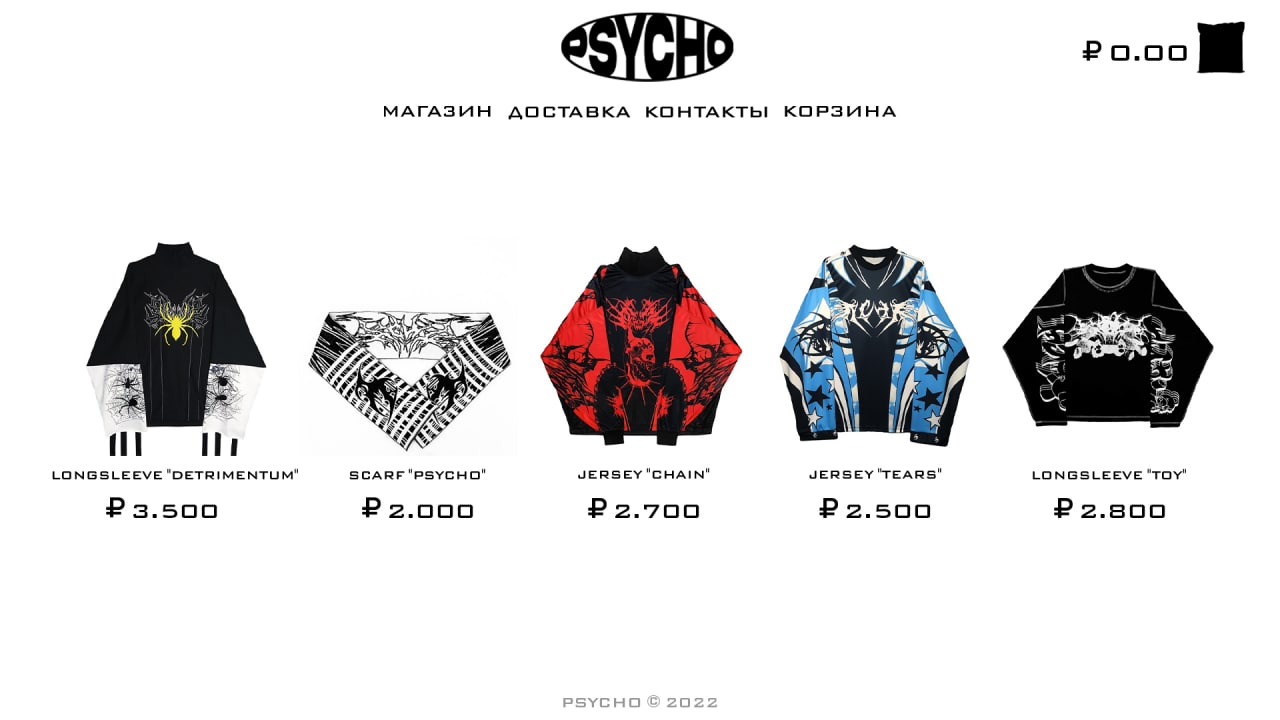 PSYCHO
₽ 0.00
МАГАЗИН ДОСТАВКА КОНТАКТЫ КОРЗИНА
LONGSLEEVE "DETRIMENTUM"
₽ 3.500
SCARF "PSYCHO"
₽ 2.000
JERSEY "CHAIN"
₽ 2.700
JERSEY "TEARS"
₽ 2.500
LONGSLEEVE "TOY"
₽ 2.800
PSYCHO © 2022